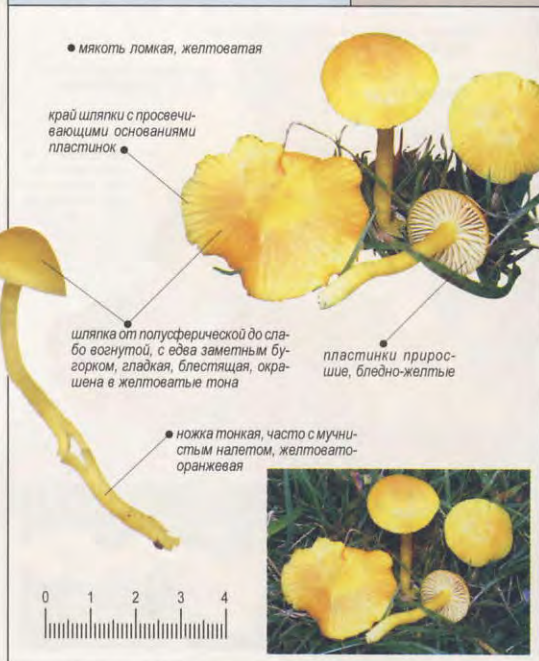 мякоть ломкая, желтоватая
край шляпки с просвечи-
вающими основаниями
пластинок
шляпка от полусферической до сла-
бо вогнутой, с едва заметным бу-
горком, гладкая, блестящая, окра-
шена в желтоватые тона
пластинки прирос-
шие, бледно-желтые
ножка тонкая, часто с мучни-
стым налетом, желтовато-
оранжевая
0 1 2 3 4